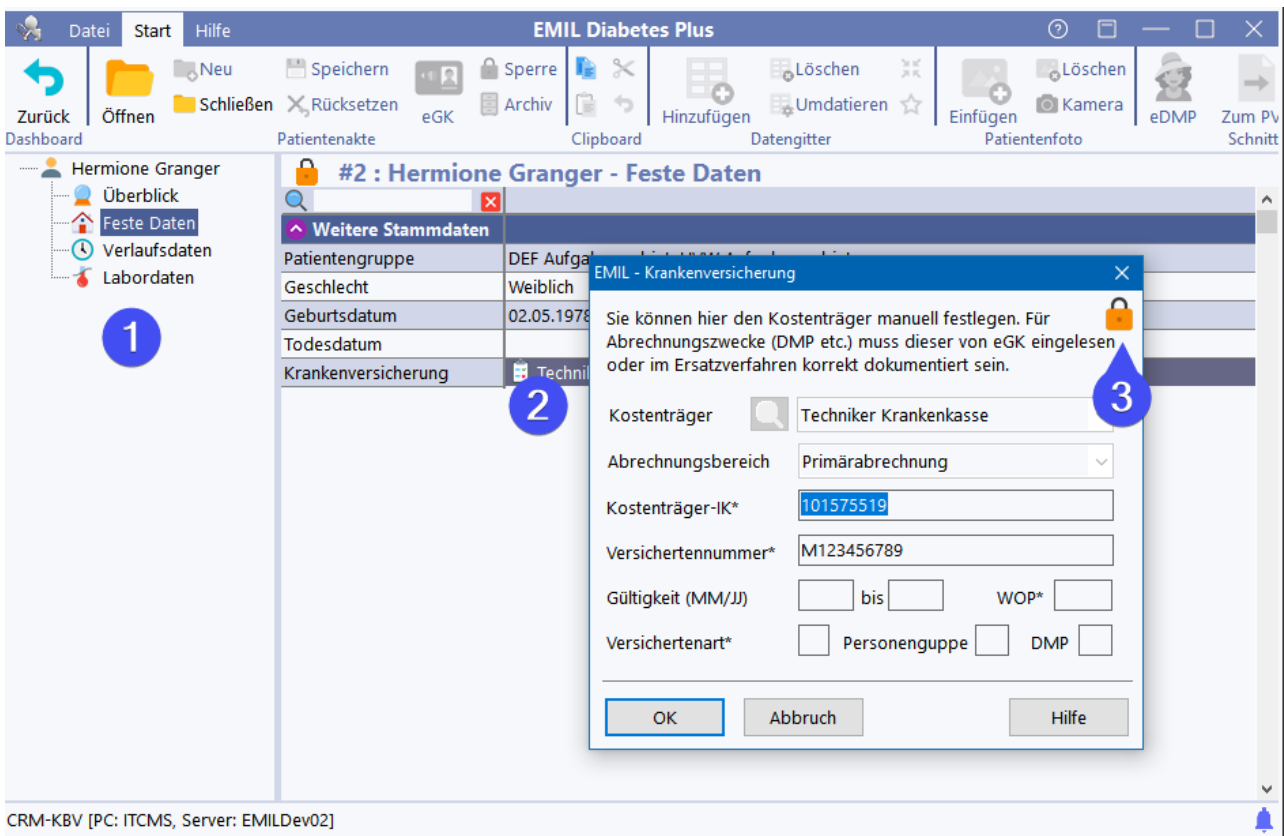 Datei Start Hilfe EMIL Diabetes Plus
Zurück
Dashboard
Öffnen
Neu
Schließen
Speichern
Rücksetzen
eGK
Sperre
Archiv
Patientenakte
Clipboard
Hinzufügen
Löschen
Umdatieren
Datengitter
Einfügen
Löschen
Kamera
Patientenfoto
eDMP
Zum PV
Schnitt
Hermione Granger
Überblick
Feste Daten
Verlaufsdaten
Labordaten
1
#2 : Hermione Granger - Feste Daten
Weitere Stammdaten
Patientengruppe DEF
Geschlecht Weiblich
Geburtsdatum 02.05.1978
Todesdatum
Krankenversicherung Techni
2
EMIL - Krankenversicherung
Sie können hier den Kostenträger manuell festlegen. Für
Abrechnungszwecke (DMP etc.) muss dieser von eGK eingelesen
oder im Ersatzverfahren korrekt dokumentiert sein.
3
Kostenträger Techniker Krankenkasse
Abrechnungsbereich Primärabrechnung
Kostenträger-IK* 101575519
Versichertennummer* M123456789
Gültigkeit (MM/JJ) bis WOP*
Versichertenart* Personenguppe DMP
OK Abbruch Hilfe
CRM-KBV [PC: ITCMS, Server: EMILDev02]